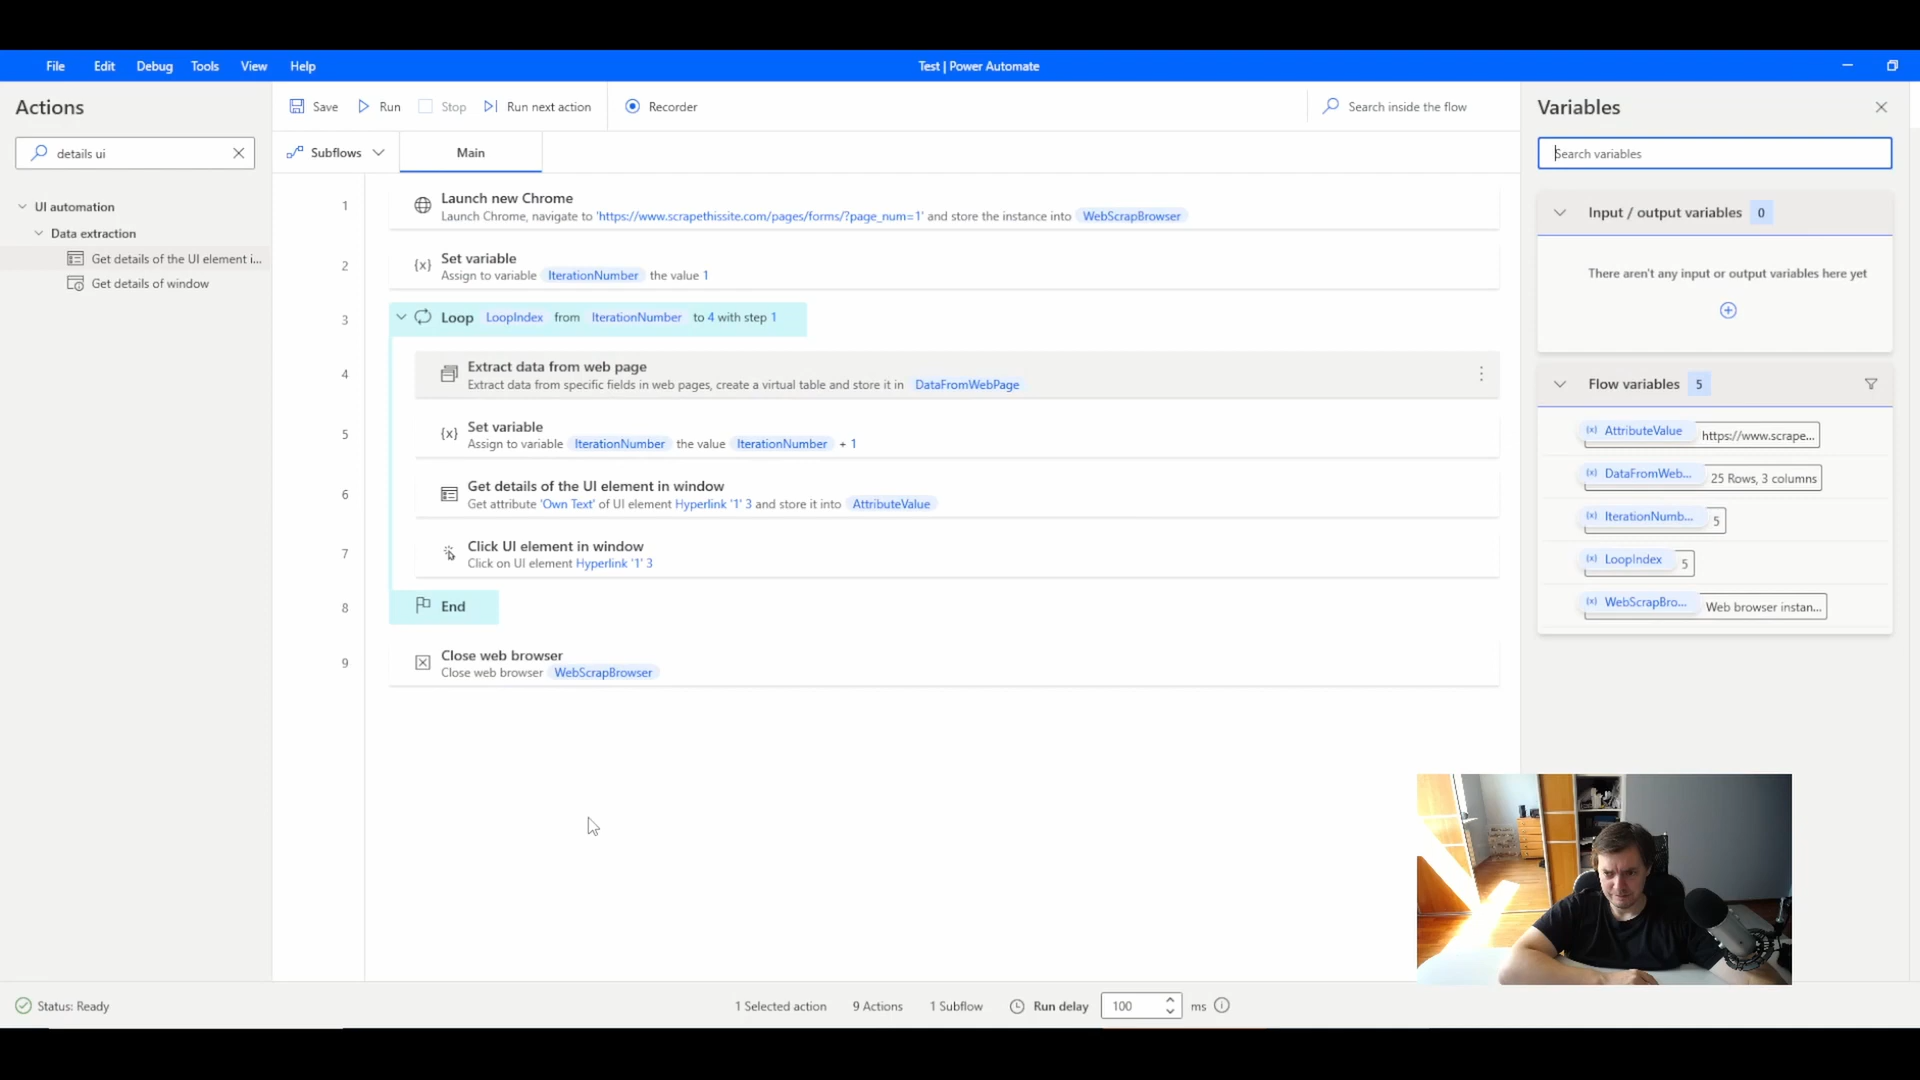 File Edit Debug Tools View Help
Test | Power Automate
Actions
details ui
UI automation
Data extraction
Get details of the UI element i...
Get details of window
Save Run Stop Run next action Recorder
Search inside the flow
Subflows Main
1 Launch new Chrome
Launch Chrome, navigate to 'https://www.scrapethissite.com/pages/forms/?page_num=1' and store the instance into WebScrapBrowser
2 Set variable
Assign to variable IterationNumber the value 1
3 Loop LoopIndex from IterationNumber to 4 with step 1
4 Extract data from web page
Extract data from specific fields in web pages, create a virtual table and store it in DataFromWebPage
5 Set variable
Assign to variable IterationNumber the value IterationNumber + 1
6 Get details of the UI element in window
Get attribute 'Own Text' of UI element Hyperlink '1' 3 and store it into AttributeValue
7 Click UI element in window
Click on UI element Hyperlink '1' 3
8 End
9 Close web browser
Close web browser WebScrapBrowser
Variables
Search variables
Input / output variables 0
There aren't any input or output variables here yet
Flow variables 5
{x} AttributeValue https://www.scrape...
{x} DataFromWeb... 25 Rows, 3 columns
{x} IterationNumb... 5
{x} LoopIndex 5
{x} WebScrapBro... Web browser instan...
Status: Ready
1 Selected action 9 Actions 1 Subflow Run delay 100 ms